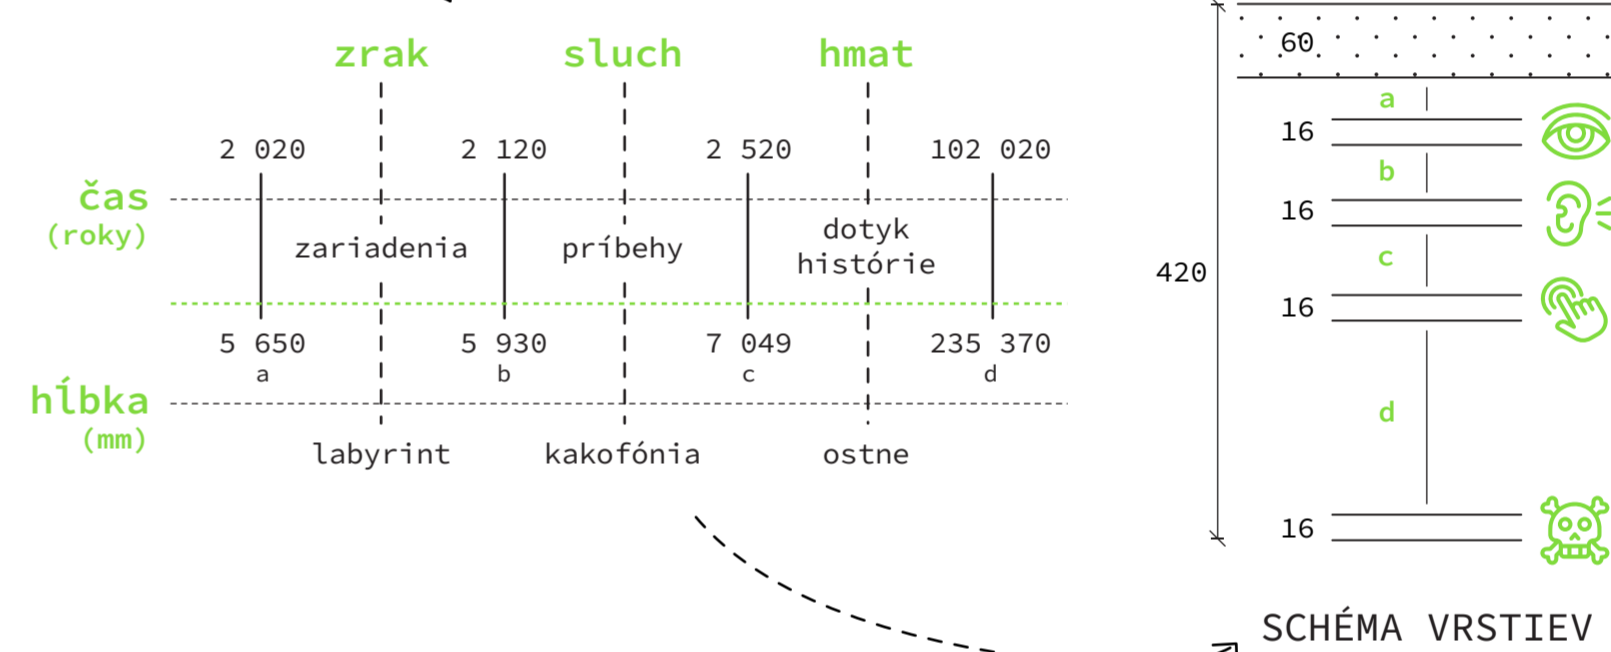 zrak sluch hmat
2 020 2 120 2 520 102 020
čas
(roky)
zariadenia príbehy dotyk
histórie
5 650 5 930 7 049 235 370
a b c d
hĺbka
(mm)
labyrint kakofónia ostne
60
a
16
b
16
c
420
16
d
16
SCHÉMA VRSTIEV